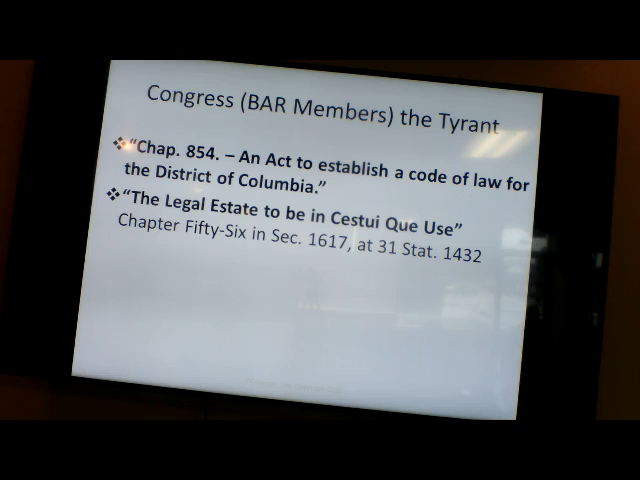 Congress (BAR Members) the Tyrant
❖"Chap. 854. – An Act to establish a code of law for
the District of Columbia."
❖"The Legal Estate to be in Cestui Que Use"
Chapter Fifty-Six in Sec. 1617, at 31 Stat. 1432